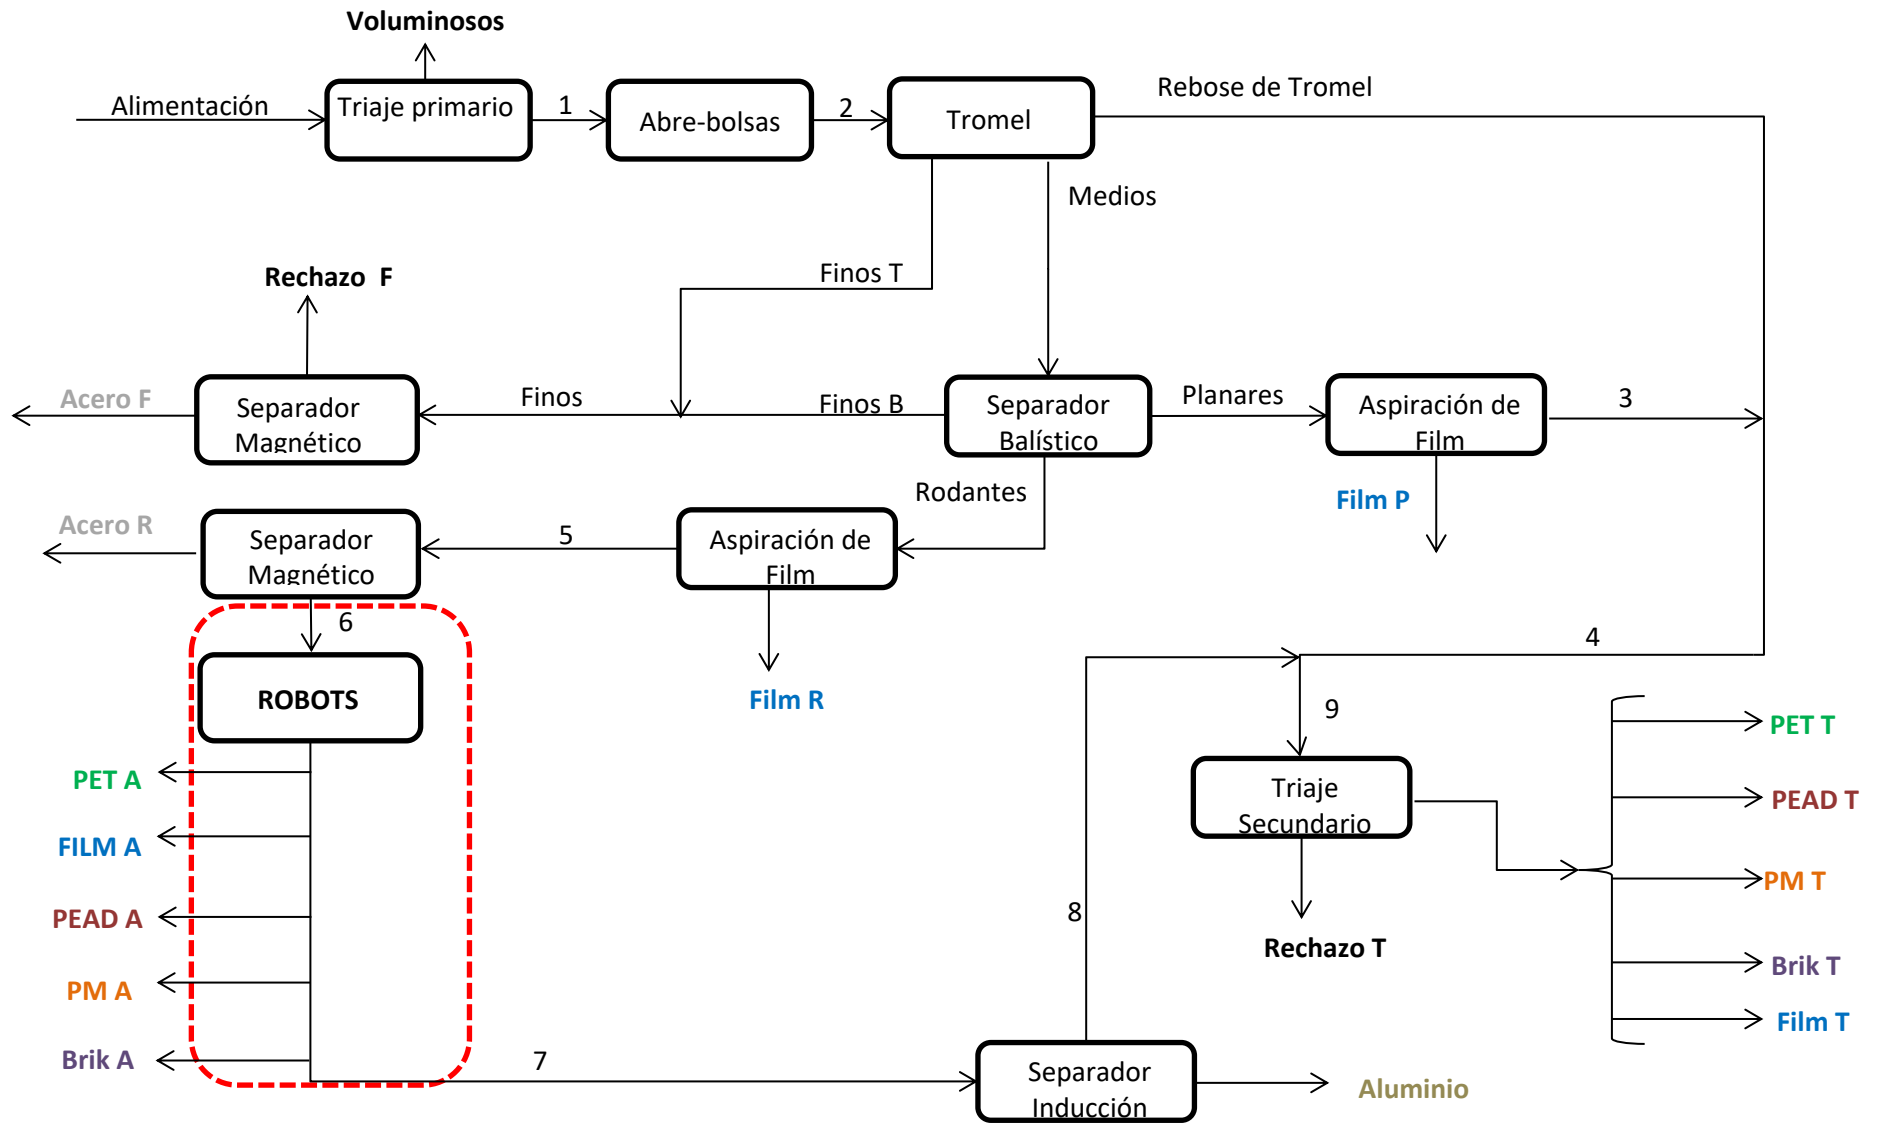 Voluminosos
Rebose de Tromel
Alimentación
Triaje primario
1
Abre-bolsas
2
Tromel
Medios
Finos T
Rechazo  F
Acero F
Separador
Magnético
Finos
Finos B
Separador
Balístico
Planares
Aspiración de
Film
3
Rodantes
Film P
Acero R
Separador
Magnético
5
Aspiración de
Film
6
4
ROBOTS
Film R
9
PET T
PET A
Triaje
Secundario
PEAD T
FILM A
PM T
PEAD A
8
Rechazo T
Brik T
PM A
Film T
Brik A
7
Separador
Inducción
Aluminio